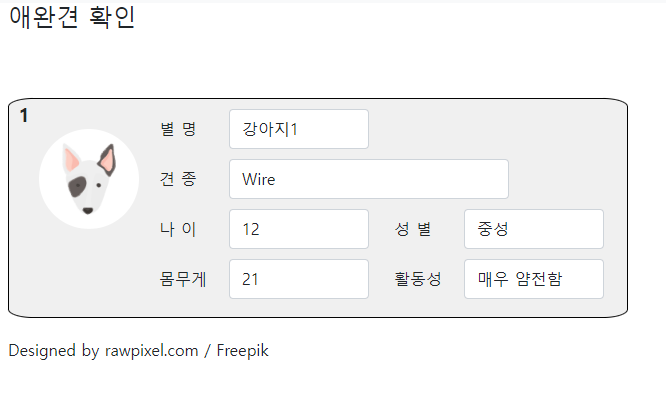 애완견 확인
1
별 명 강아지1
견 종 Wire
나 이 12 성 별 중성
몸무게 21 활동성 매우 얌전함
Designed by rawpixel.com / Freepik